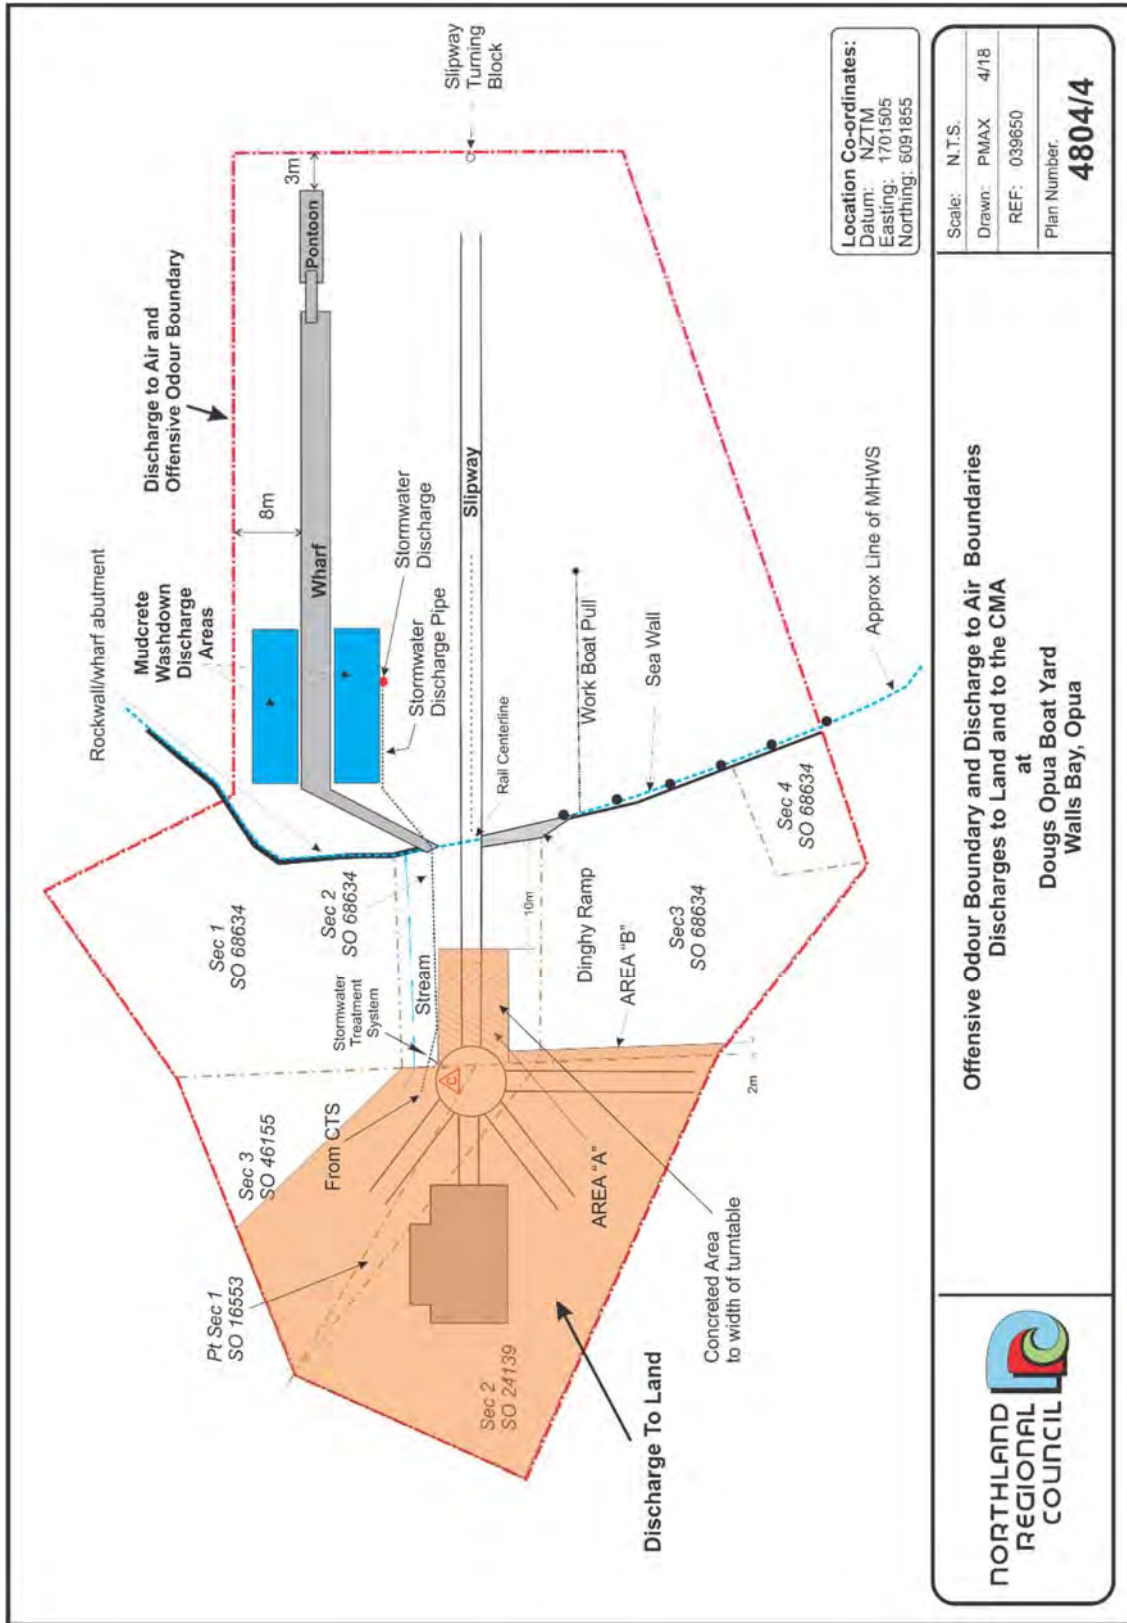 Slipway
Turning
Block
3m
Pontoon
Discharge to Air and
Offensive Odour Boundary
8m
Wharf
Rockwall/wharf abutment
Mudcrete
Washdown
Discharge
Areas
Stormwater
Discharge
Stormwater
Discharge Pipe
Slipway
Rail Centerline
Work Boat Pull
Sea Wall
Approx Line of MHWS
Sec 1
SO 68634
Sec 2
SO 68634
Stream
Stormwater
Treatment
System
10m
Dinghy Ramp
Sec3
SO 68634
Sec 4
SO 68634
AREA "B"
2m
Sec 3
SO 46155
From CTS
C
AREA "A"
Pt Sec 1
SO 16553
Concreted Area
to width of turntable
Sec 2
SO 24139
Discharge To Land
Location Co-ordinates:
Datum: NZTM
Easting: 1701505
Northing: 6091855
NORTHLAND
REGIONAL
COUNCIL
Offensive Odour Boundary and Discharge to Air Boundaries
Discharges to Land and to the CMA
at
Dougs Opua Boat Yard
Walls Bay, Opua
Scale: N.T.S.
Drawn: PMAX 4/18
REF: 039650
Plan Number.
4804/4